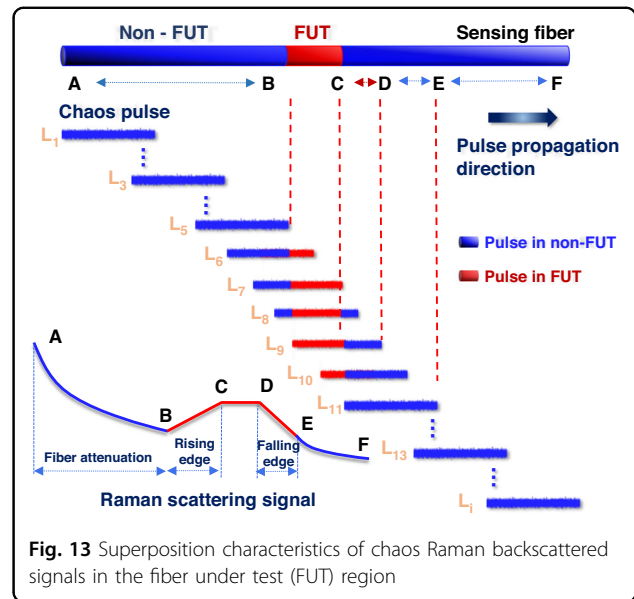 Non - FUT FUT Sensing fiber
A B C D E F
Chaos pulse
L1
Pulse propagation
direction
L3
L5
L6
Pulse in non-FUT
L7
Pulse in FUT
L8
L9
L10
L11
L13
Li
A
B
C
D
E
F
Fiber attenuation
Rising
edge
Falling
edge
Raman scattering signal
Fig. 13 Superposition characteristics of chaos Raman backscattered
signals in the fiber under test (FUT) region